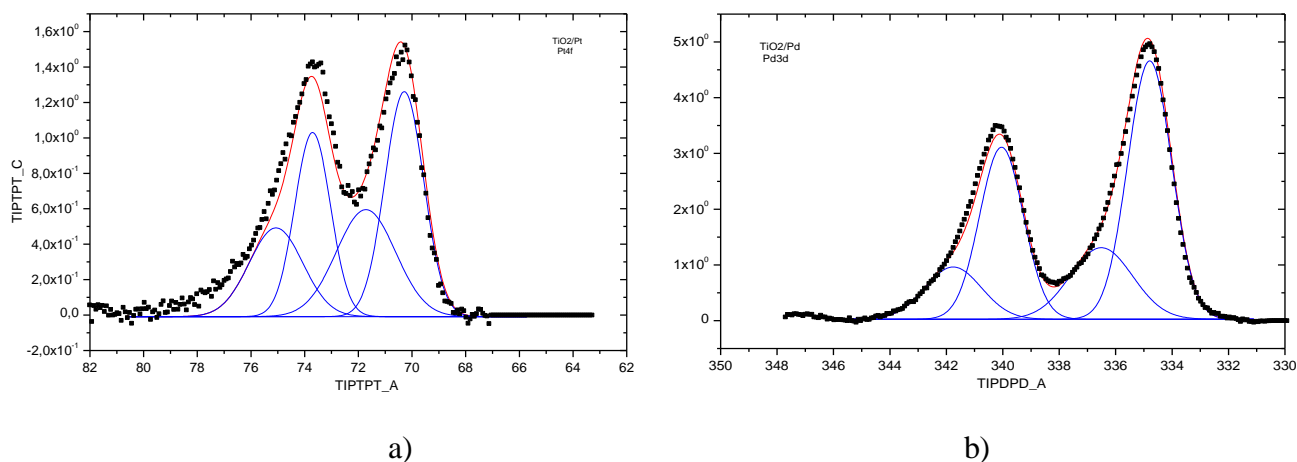 1,6x10⁰
1,4x10⁰
1,2x10⁰
1,0x10⁰
8,0x10⁻¹
6,0x10⁻¹
4,0x10⁻¹
2,0x10⁻¹
0,0
-2,0x10⁻¹
TIPTPT_C
TiO2/Pt
Pt4f
82 80 78 76 74 72 70 68 66 64 62
TIPTPT_A
a)
5x10⁰
4x10⁰
3x10⁰
2x10⁰
1x10⁰
0
TiO2/Pd
Pd3d
350 348 346 344 342 340 338 336 334 332 330
TIPDPD_A
b)